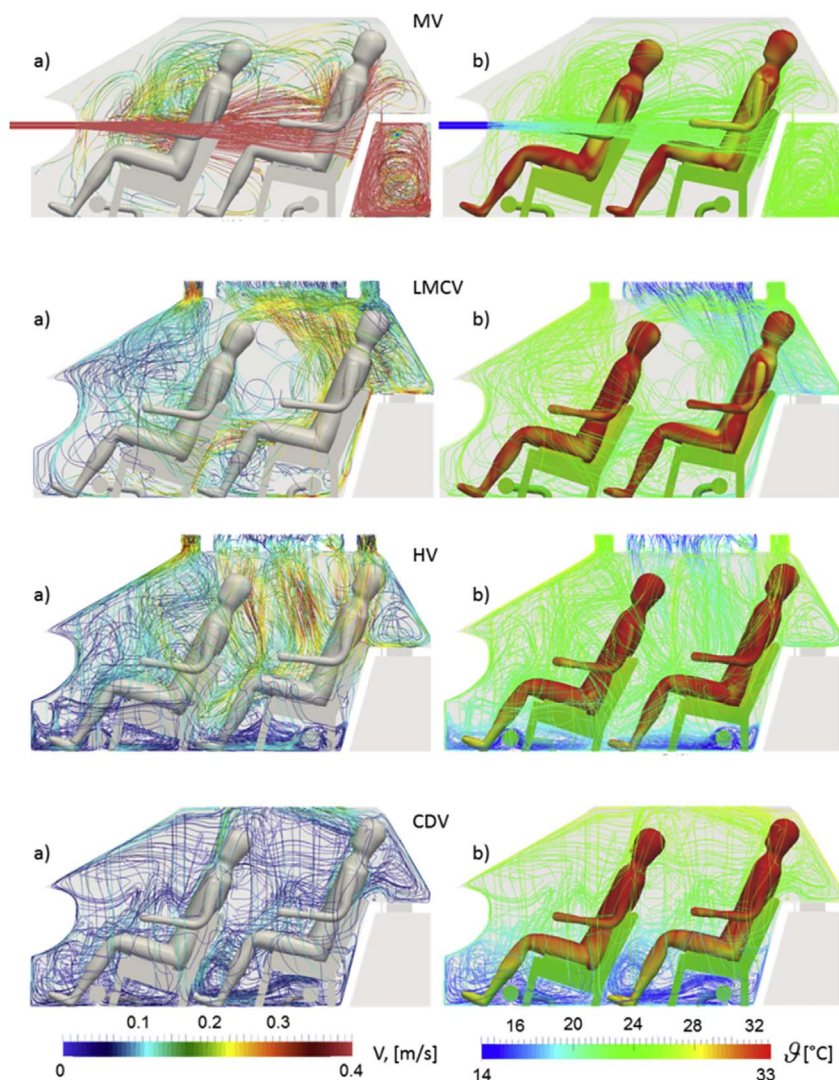 MV
a) b)
LMCV
a) b)
HV
a) b)
CDV
a) b)
0.1 0.2 0.3
0 V, [m/s] 0.4
16 20 24 28 32
14 ϑ[°C] 33